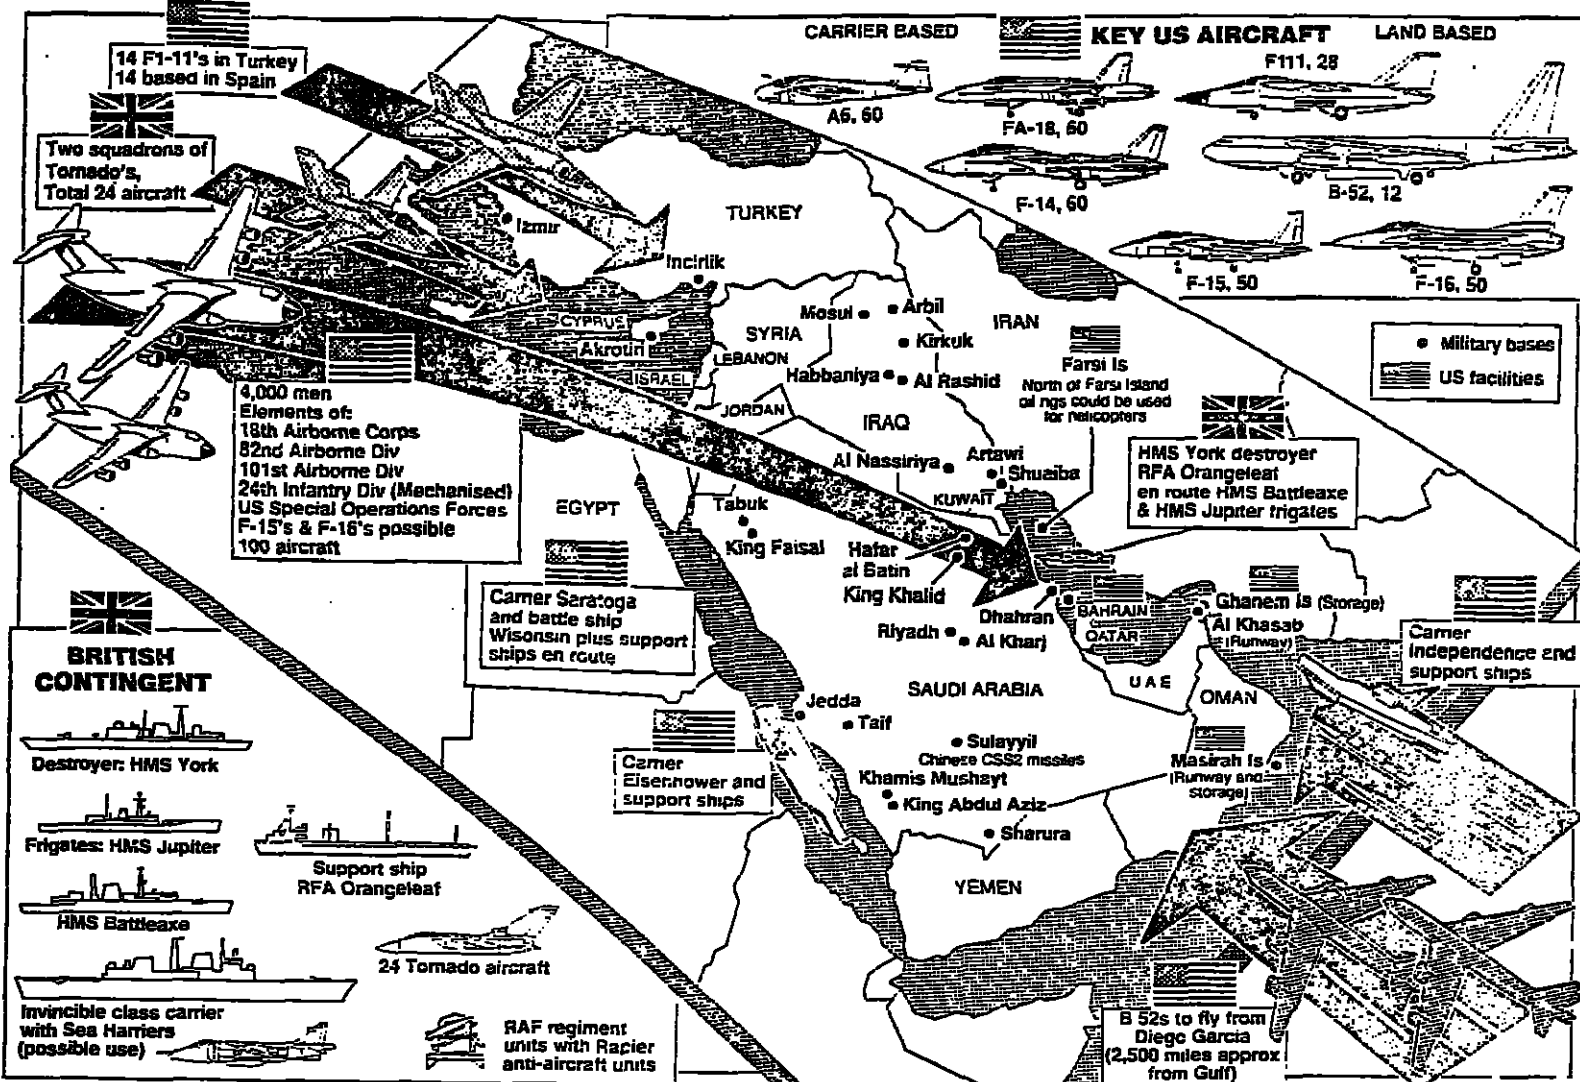 14 F1-11's in Turkey
14 based in Spain
Two squadrons of
Tornado's,
Total 24 aircraft
CARRIER BASED
KEY US AIRCRAFT
LAND BASED
A6, 60
FA-18, 60
F-14, 60
F111, 28
B-52, 12
F-15, 50
F-16, 50
Military bases
US facilities
TURKEY
Izmir
Incirlik
CYPRUS
Akrotiri
SYRIA
LEBANON
ISRAEL
JORDAN
Mosul
Arbil
Kirkuk
Habbaniya
Al Rashid
IRAN
IRAQ
Al Nassiriya
Artawi
Shuaiba
KUWAIT
Farsi Is
North of Farsi Island
oil rigs could be used
for helicopters
HMS York destroyer
RFA Orangeleaf
en route HMS Battleaxe
& HMS Jupiter frigates
4,000 men
Elements of:
18th Airborne Corps
82nd Airborne Div
101st Airborne Div
24th Infantry Div (Mechanised)
US Special Operations Forces
F-15's & F-16's possible
100 aircraft
EGYPT
Tabuk
King Faisal
Hafar
al Batin
King Khalid
Dhahran
BAHRAIN
QATAR
Ghanem Is (Storage)
Al Khasab
(Runway)
Riyadh
Al Kharj
UAE
OMAN
SAUDI ARABIA
Carrier Saratoga
and battle ship
Wisonsin plus support
ships en route
Carrier
Independence and
support ships
Jedda
Taif
Sulayyil
Chinese CSS2 missiles
Khamis Mushayt
King Abdul Aziz
Sharura
YEMEN
Masirah Is
(Runway and
storage)
Carrier
Eisenhower and
support ships
B 52s to fly from
Diego Garcia
(2,500 miles approx
from Gulf)
BRITISH
CONTINGENT
Destroyer: HMS York
Frigates: HMS Jupiter
HMS Battleaxe
Support ship
RFA Orangeleaf
24 Tornado aircraft
Invincible class carrier
with Sea Harriers
(possible use)
RAF regiment
units with Rapier
anti-aircraft units